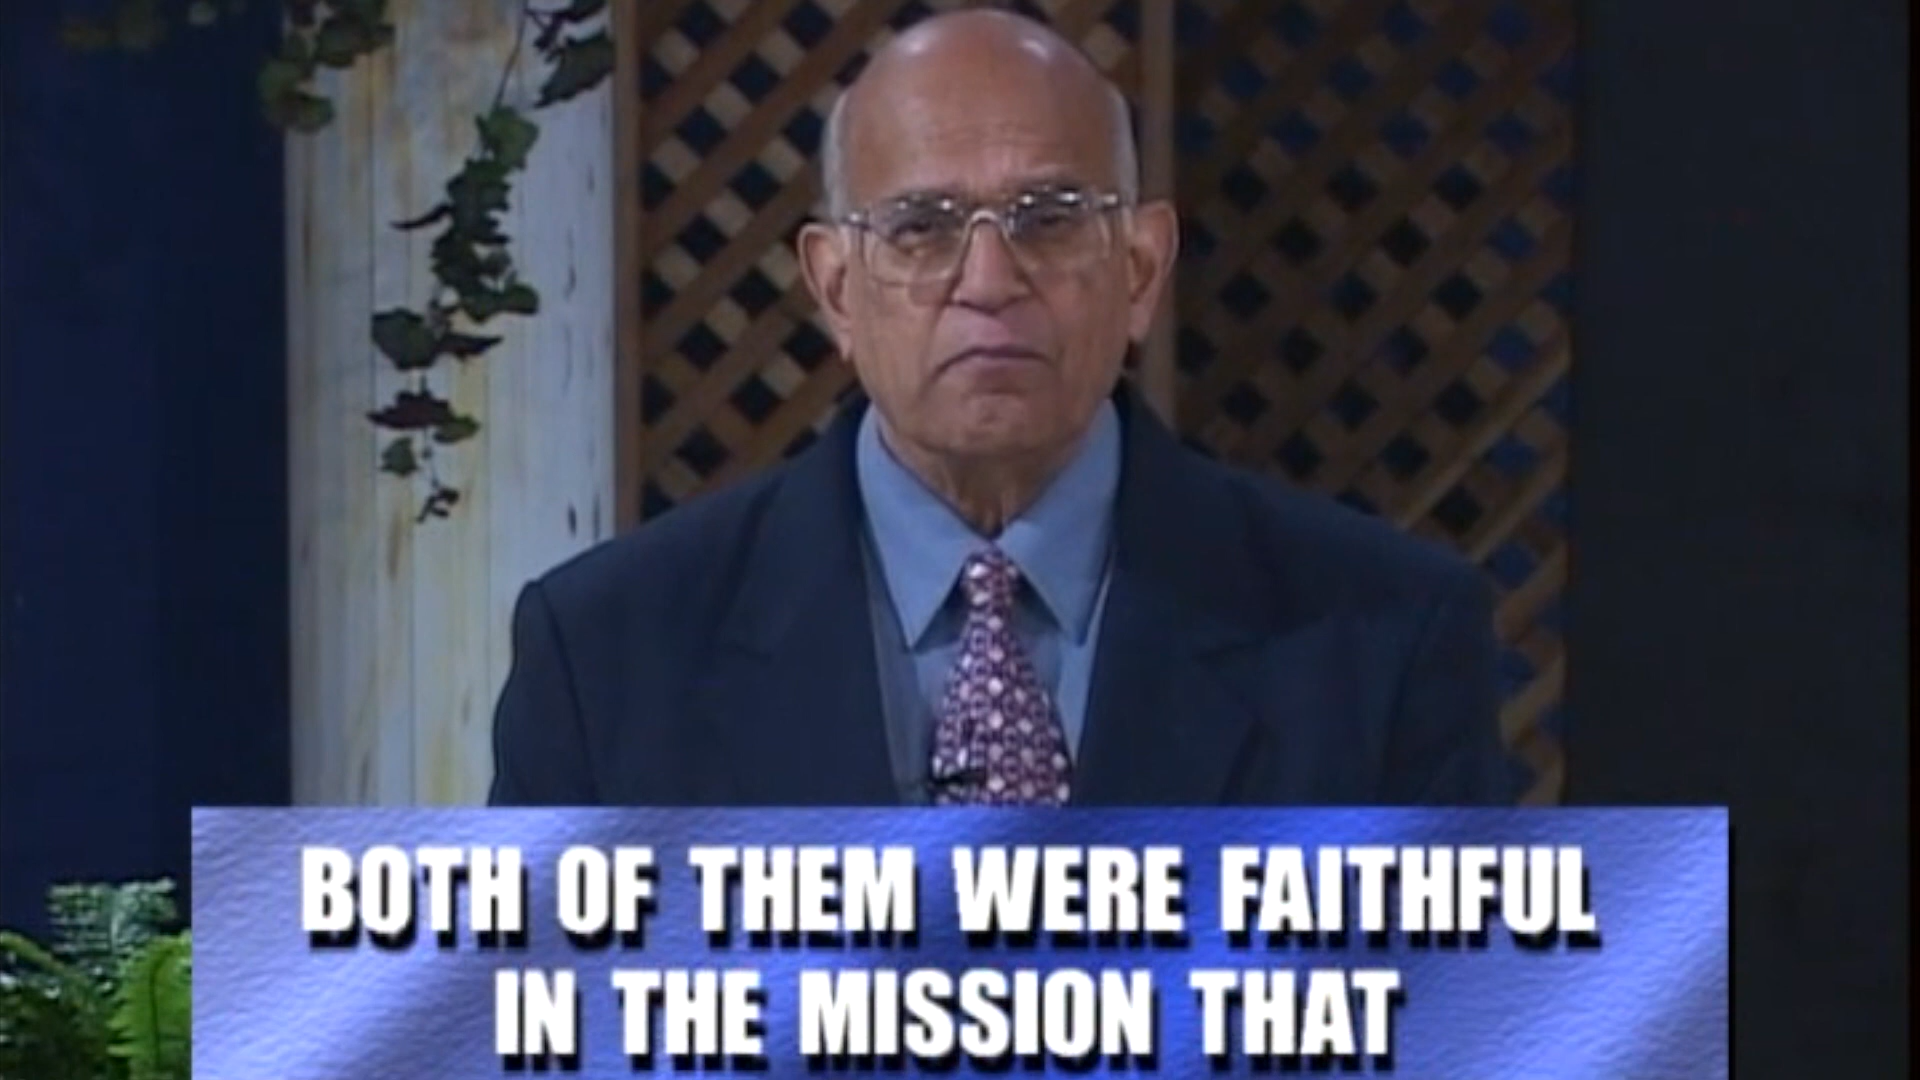 BOTH OF THEM WERE FAITHFUL
IN THE MISSION THAT